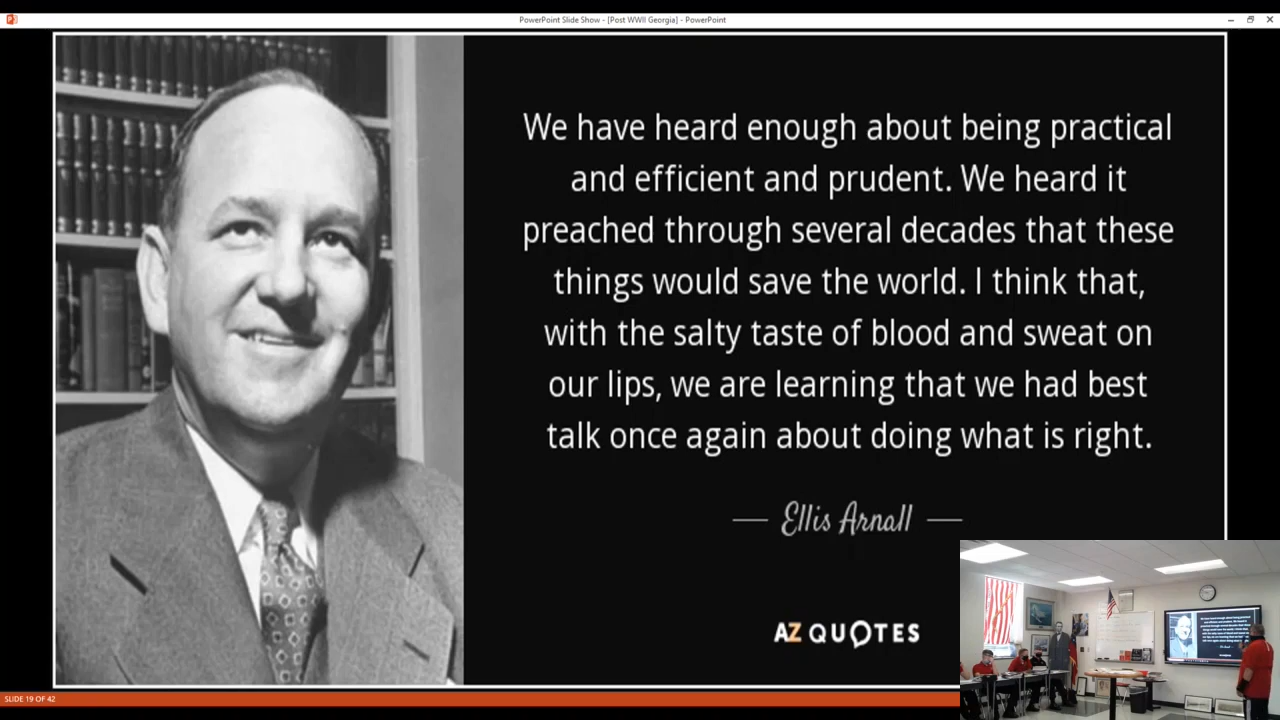 PowerPoint Slide Show - [Post WWII Georgia] - PowerPoint
We have heard enough about being practical
and efficient and prudent. We heard it
preached through several decades that these
things would save the world. I think that,
with the salty taste of blood and sweat on
our lips, we are learning that we had best
talk once again about doing what is right.
Ellis Arnall
AZ QUOTES
SLIDE 19 OF 42